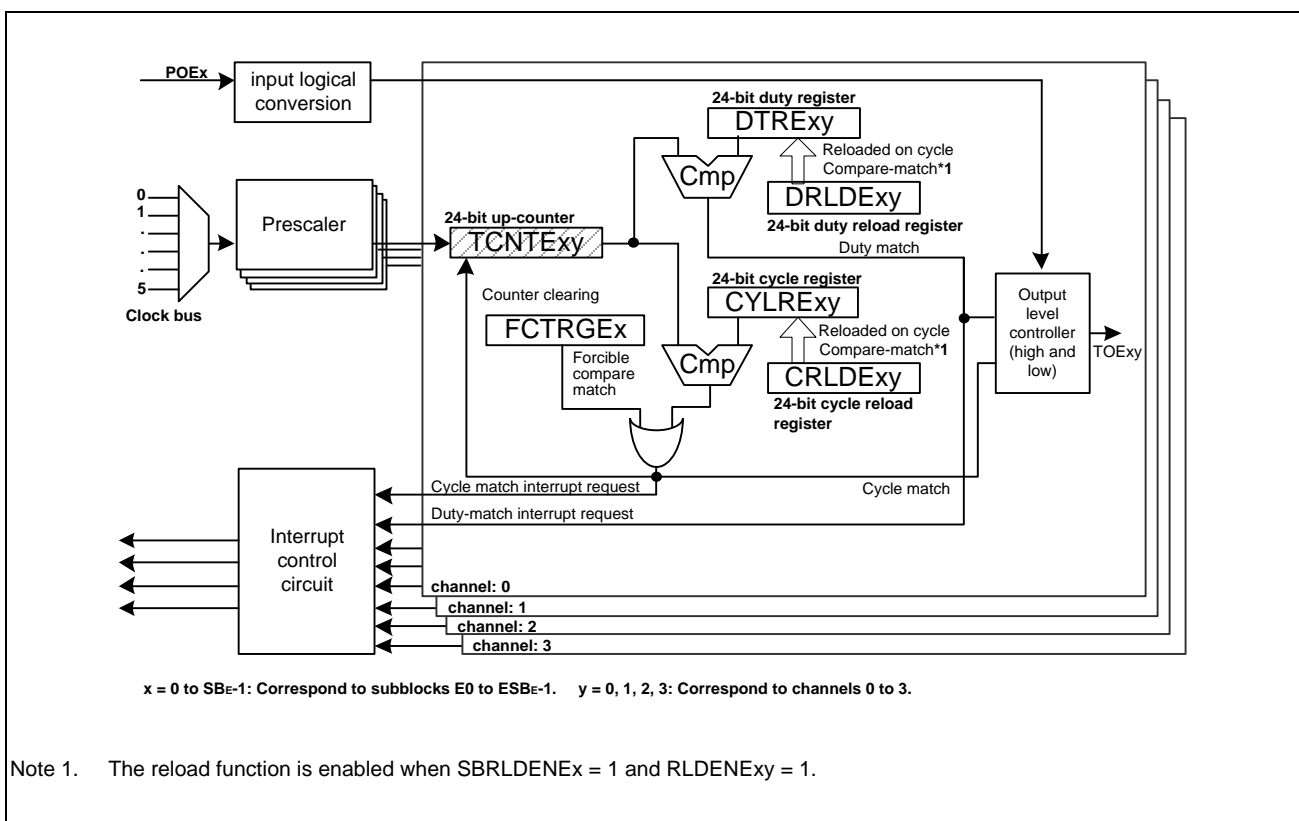 POEx
input logical
conversion
24-bit duty register
DTRExy
Reloaded on cycle
Compare-match*1
Cmp
DRLDExy
24-bit duty reload register
0
1
.
.
.
5
Clock bus
Prescaler
24-bit up-counter
TCNTExy
Duty match
24-bit cycle register
CYLRExy
Counter clearing
FCTRGEx
Forcible
compare
match
Reloaded on cycle
Compare-match*1
Cmp
CRLDExy
24-bit cycle reload
register
Output
level
controller
(high and
low)
TOExy
Cycle match interrupt request
Cycle match
Duty-match interrupt request
Interrupt
control
circuit
channel: 0
channel: 1
channel: 2
channel: 3
x = 0 to SBE-1: Correspond to subblocks E0 to ESBE-1. y = 0, 1, 2, 3: Correspond to channels 0 to 3.
Note 1. The reload function is enabled when SBRLDENEx = 1 and RLDENExy = 1.